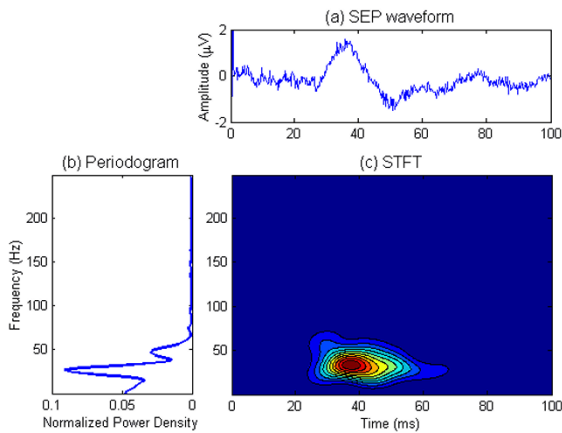 (a) SEP waveform
Amplitude (μV)
2
0
-2
0 20 40 60 80 100
(b) Periodogram
Frequency (Hz)
200
150
100
50
0.1 0.05 0
Normalized Power Density
(c) STFT
200
150
100
50
0 20 40 60 80 100
Time (ms)